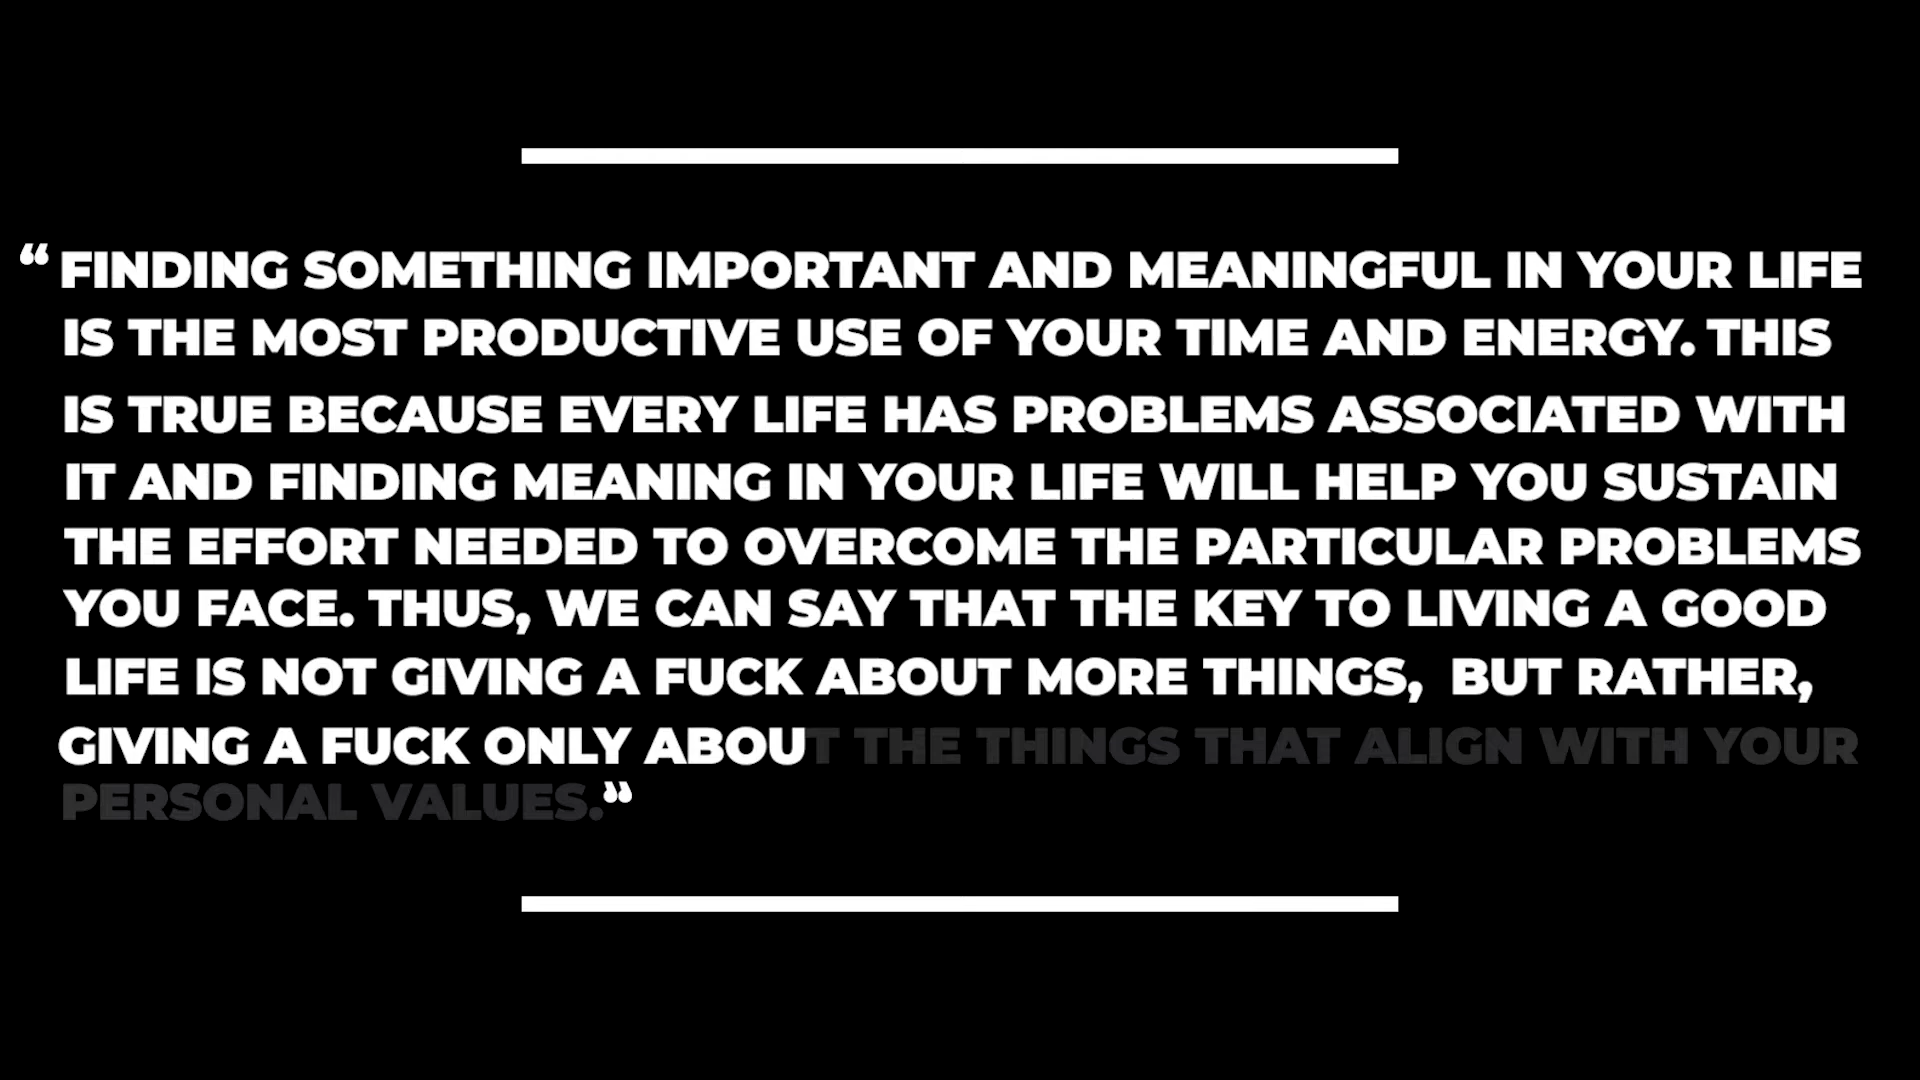 “ FINDING SOMETHING IMPORTANT AND MEANINGFUL IN YOUR LIFE
IS THE MOST PRODUCTIVE USE OF YOUR TIME AND ENERGY. THIS
IS TRUE BECAUSE EVERY LIFE HAS PROBLEMS ASSOCIATED WITH
IT AND FINDING MEANING IN YOUR LIFE WILL HELP YOU SUSTAIN
THE EFFORT NEEDED TO OVERCOME THE PARTICULAR PROBLEMS
YOU FACE. THUS, WE CAN SAY THAT THE KEY TO LIVING A GOOD
LIFE IS NOT GIVING A FUCK ABOUT MORE THINGS,  BUT RATHER,
GIVING A FUCK ONLY ABOUT THE THINGS THAT ALIGN WITH YOUR
PERSONAL VALUES.“